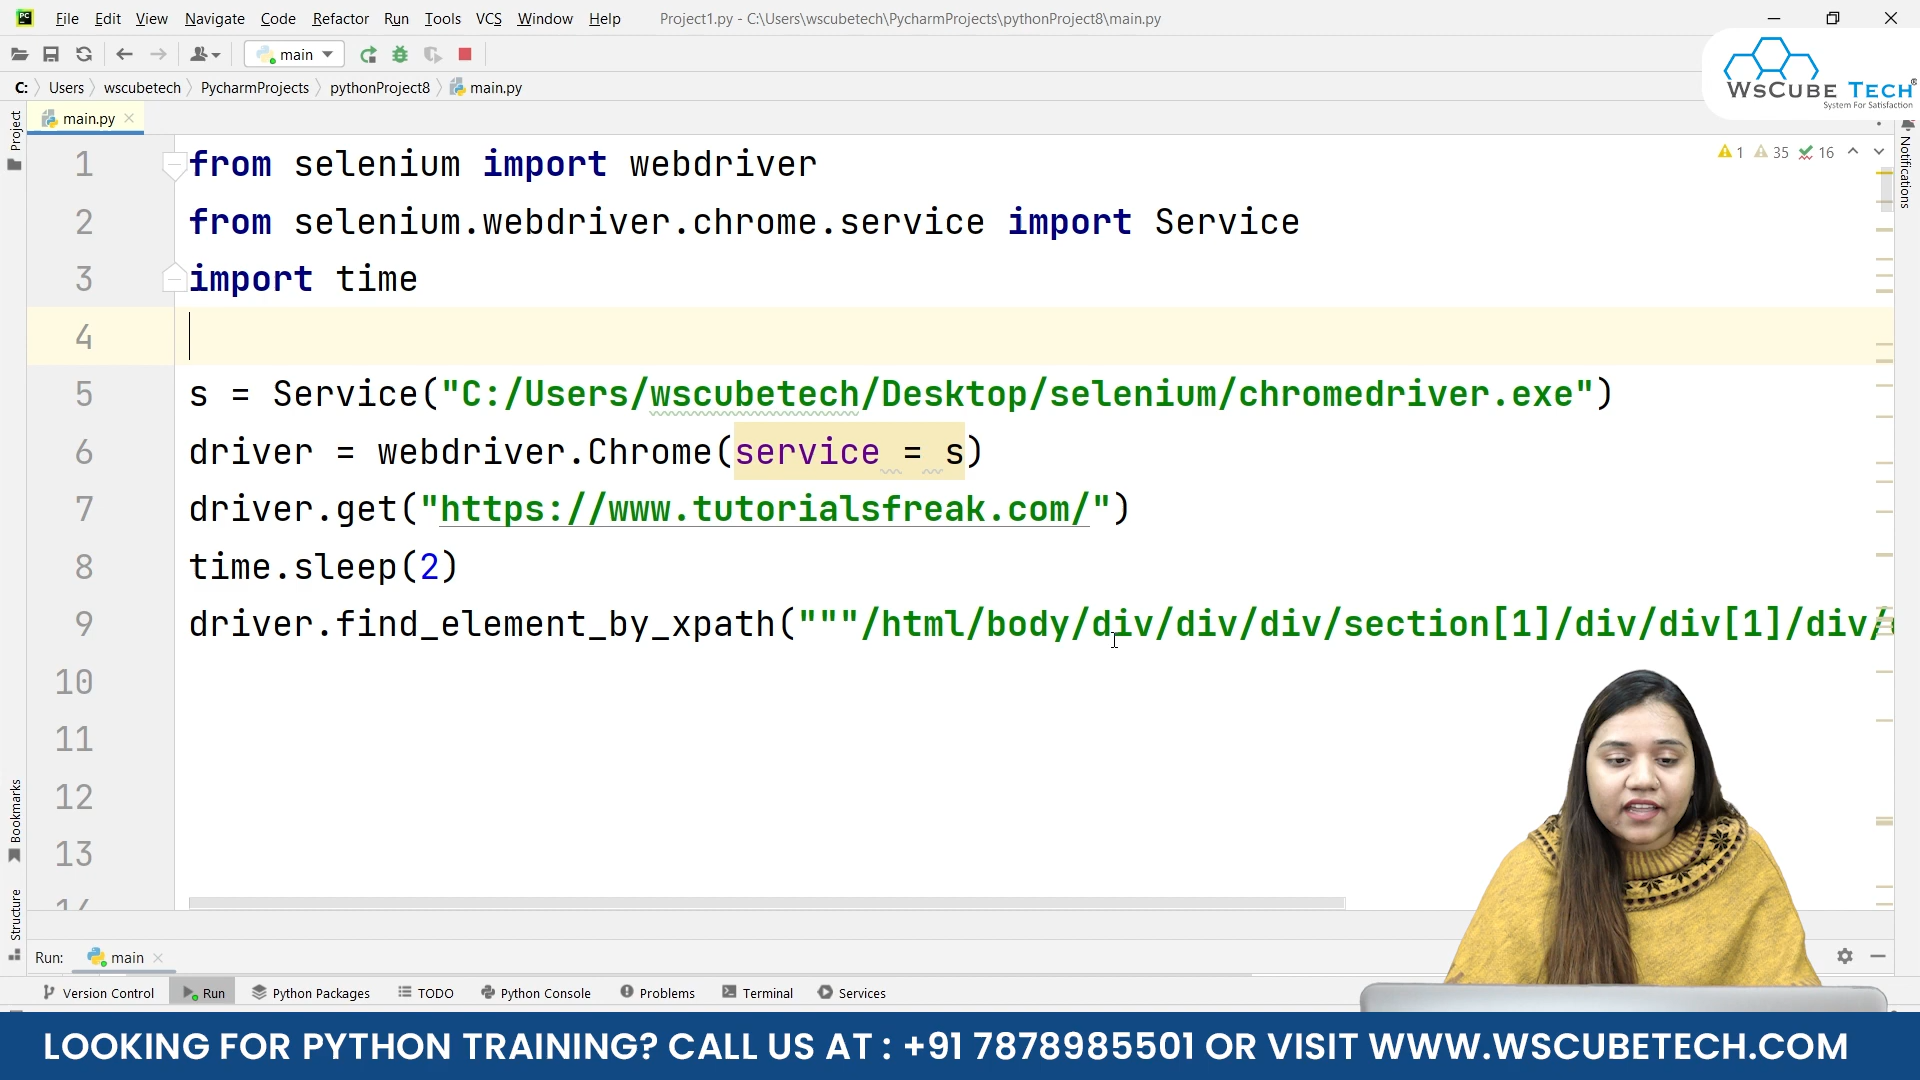 File Edit View Navigate Code Refactor Run Tools VCS Window Help Project1.py - C:\Users\wscubetech\PycharmProjects\pythonProject8\main.py
main
WsCube Tech®
System For Satisfaction
C: Users wscubetech PycharmProjects pythonProject8 main.py
main.py
Project
Notifications
1 35 16
1 from selenium import webdriver
2 from selenium.webdriver.chrome.service import Service
3 import time
4
5 s = Service("C:/Users/wscubetech/Desktop/selenium/chromedriver.exe")
6 driver = webdriver.Chrome(service = s)
7 driver.get("https://www.tutorialsfreak.com/")
8 time.sleep(2)
9 driver.find_element_by_xpath("""/html/body/div/div/div/section[1]/div/div[1]/div/
10
11
12
13
14
Bookmarks
Structure
Run: main
Version Control Run Python Packages TODO Python Console Problems Terminal Services
LOOKING FOR PYTHON TRAINING? CALL US AT : +91 7878985501 OR VISIT WWW.WSCUBETECH.COM